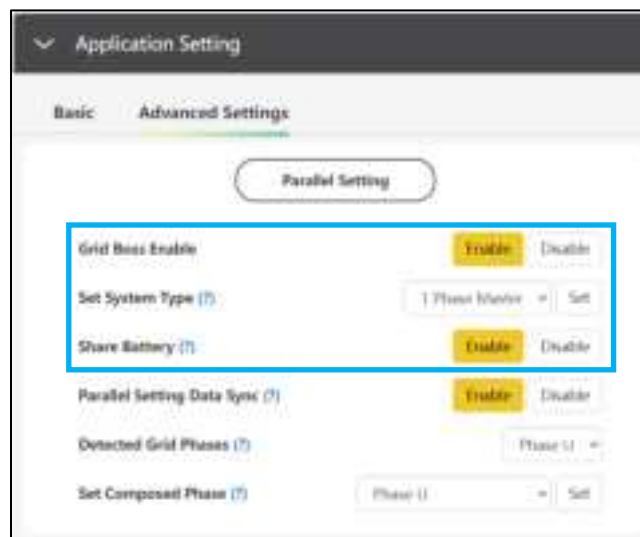 Application Setting
Basic Advanced Settings
Parallel Setting
Grid Boss Enable Enable Disable
Set System Type (?) 1 Phase Master Set
Share Battery (?) Enable Disable
Parallel Setting Data Sync (?) Enable Disable
Detected Grid Phases (?) Phase
Set Composed Phase (?) Phase Set